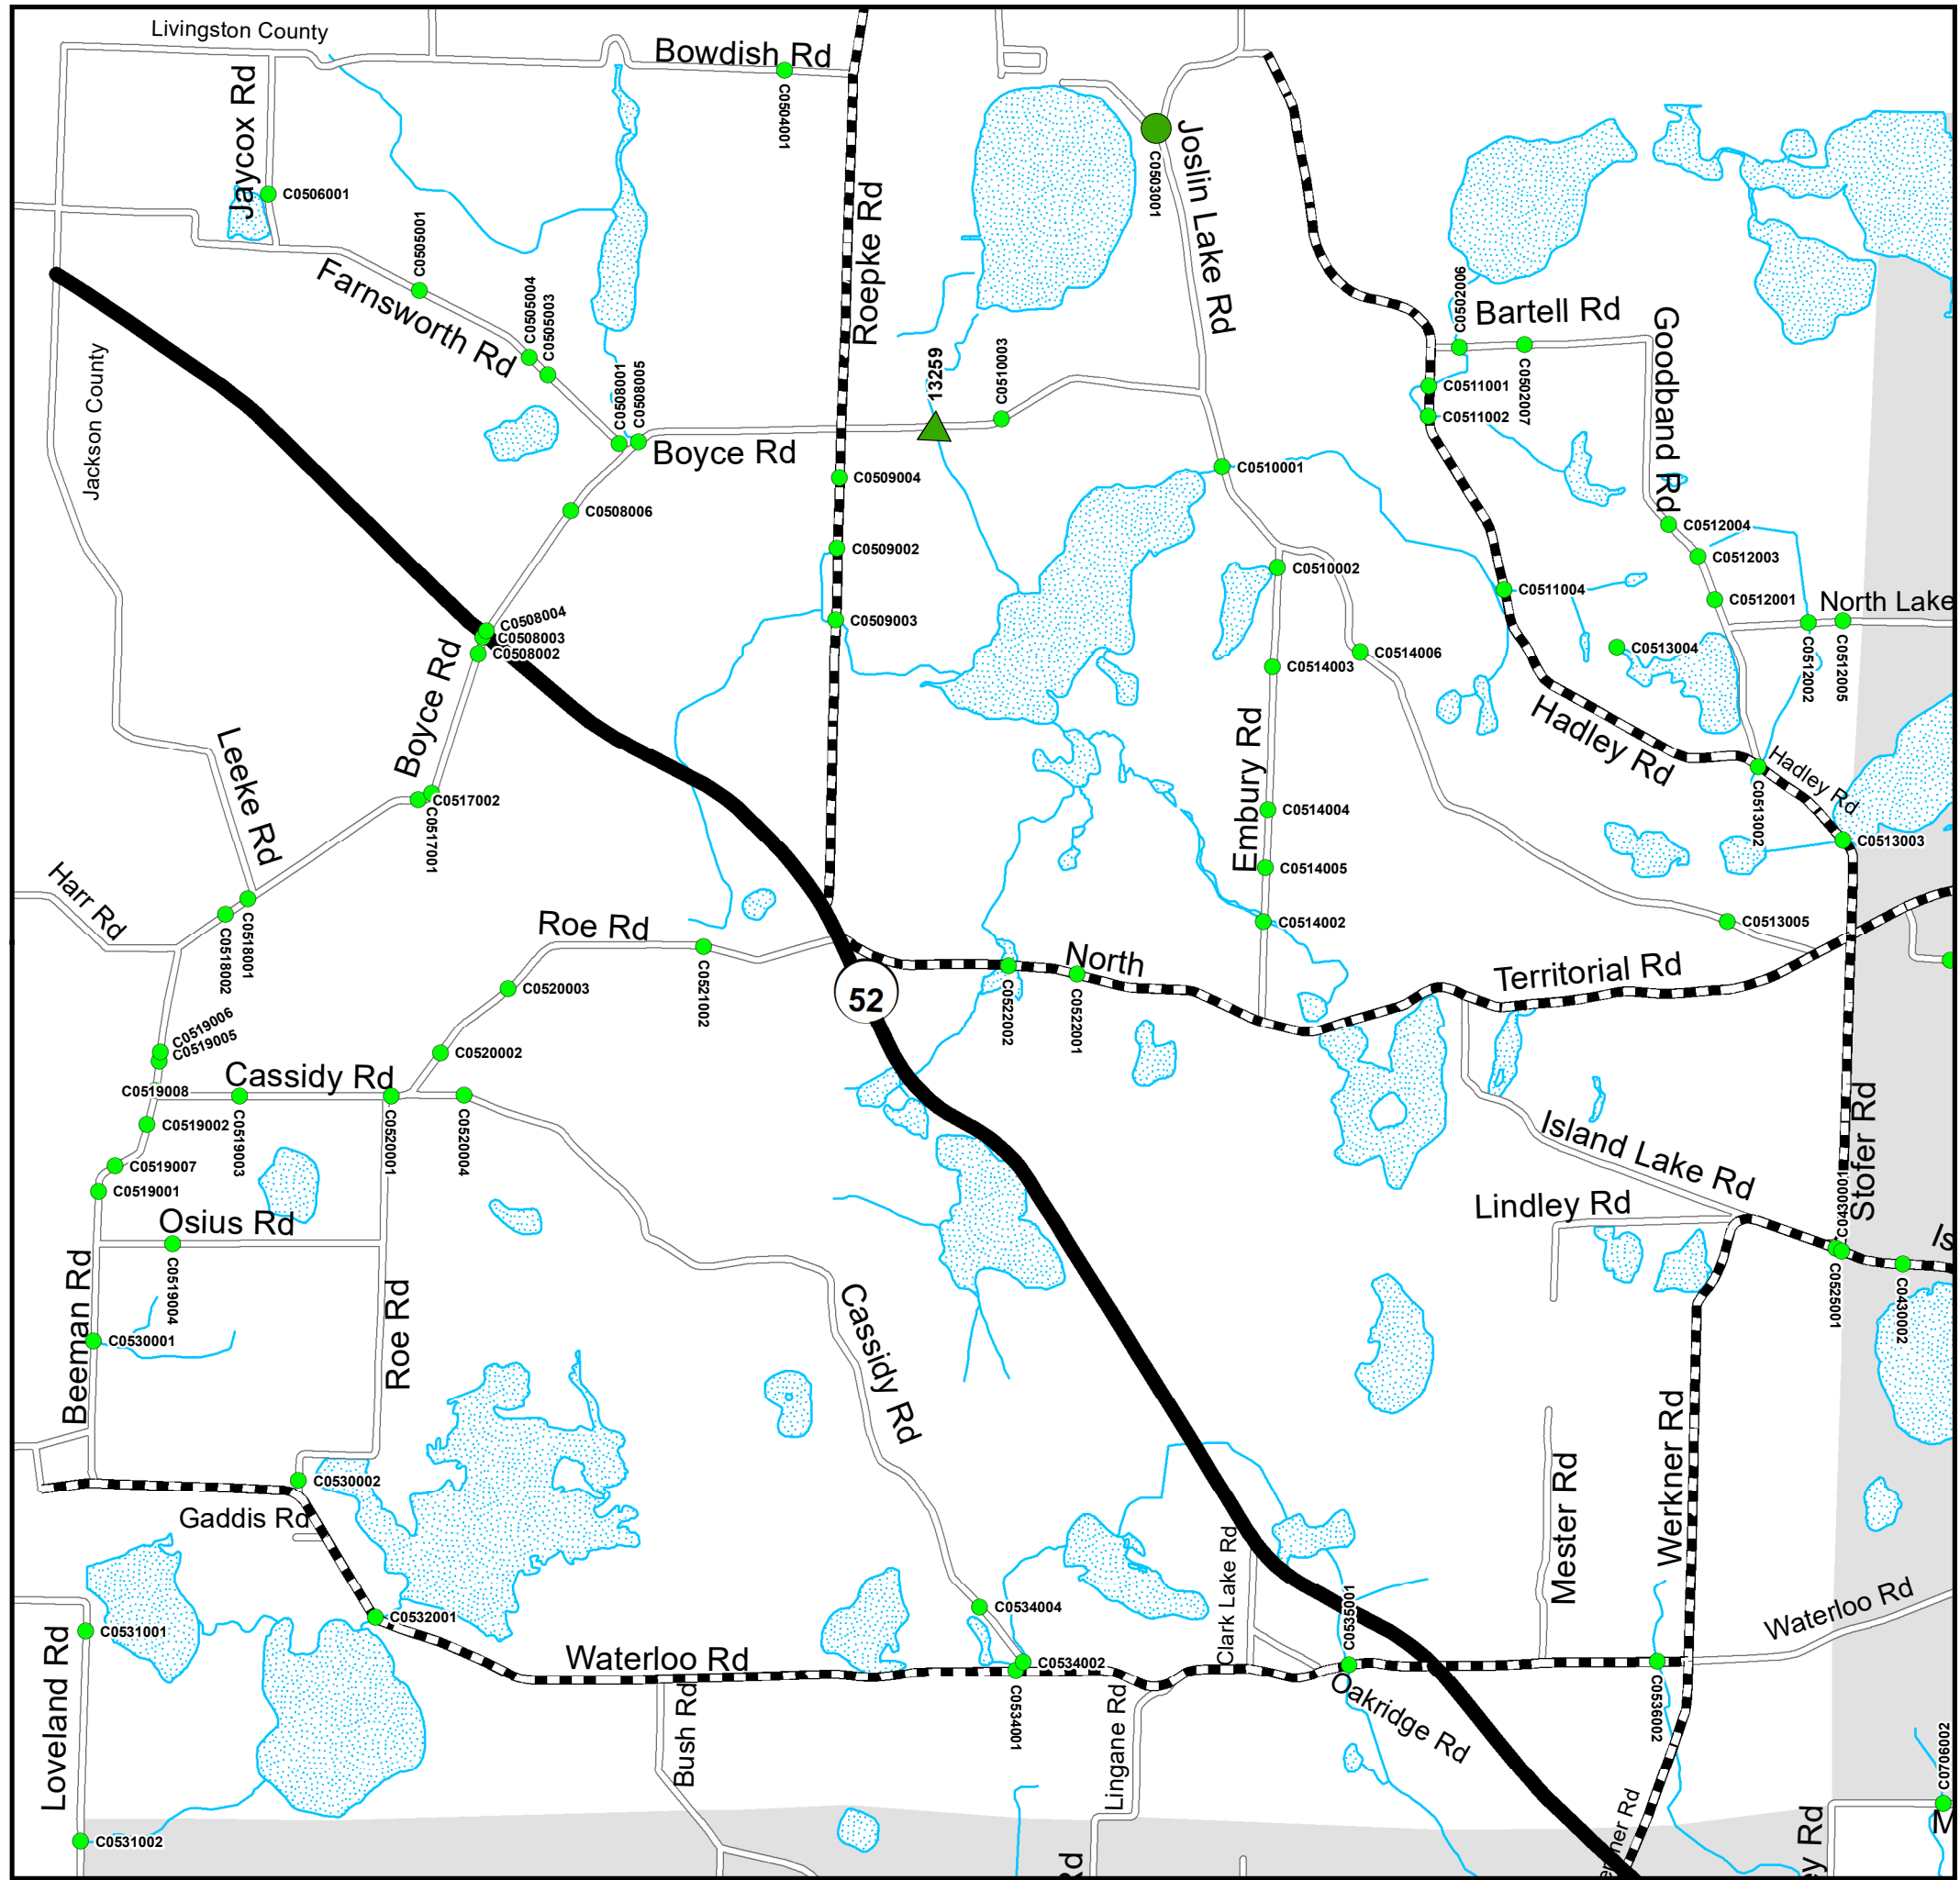 Livingston County
Bowdish Rd
Jaycox Rd
C0504001
C0503001
Joslin Lake Rd
C0506001
Roepke Rd
C0505001
Farnsworth Rd
C0505004
C0505003
C0502006
Bartell Rd
Goodband Rd
C0502007
Jackson County
13259
C0510003
C0508001
C0508005
C0511001
C0511002
Boyce Rd
C0509004
C0510001
C0508006
C0512004
C0509002
C0512003
C0510002
C0511004
C0512001
North Lake
C0508004
C0508003
C0508002
C0509003
C0514006
C0513004
C0512002
C0512005
C0514003
Boyce Rd
Leeke Rd
Embury Rd
Hadley Rd
Hadley Rd
C0517002
C0517001
C0514004
C0513002
C0513003
Harr Rd
C0514005
C0518001
C0518002
Roe Rd
C0514002
C0513005
C0521002
North
Territorial Rd
C0520003
52
C0522002
C0522001
C0519006
C0519005
C0520002
Cassidy Rd
C0519008
C0519002
C0519003
C0520001
C0520004
Island Lake Rd
Stofer Rd
C0519007
C0519001
C0430001
Lindley Rd
Osius Rd
Is
C0519004
Beeman Rd
Roe Rd
C0525001
C0430002
C0530001
Cassidy Rd
Werkner Rd
Mester Rd
C0530002
Gaddis Rd
Clark Lake Rd
C0535001
C0534004
Waterloo Rd
C0532001
C0531001
Loveland Rd
Waterloo Rd
C0534002
C0534001
Bush Rd
Lingane Rd
Oakridge Rd
C0536002
C0706002
C0531002
M
Rd
ner Rd
y Rd